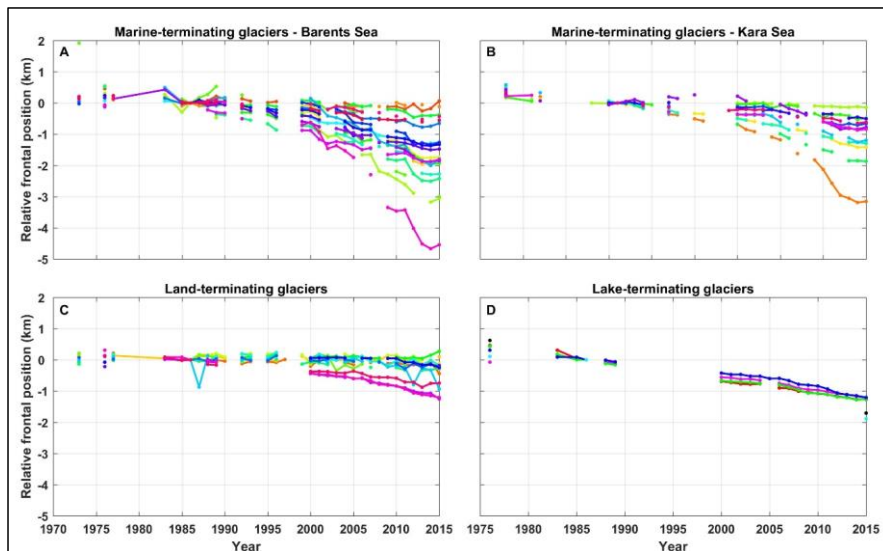 Marine-terminating glaciers - Barents Sea
Marine-terminating glaciers - Kara Sea
A
B
Relative frontal position (km)
2
1
0
-1
-2
-3
-4
-5
Land-terminating glaciers
Lake-terminating glaciers
C
D
Relative frontal position (km)
2
1
0
-1
-2
-3
-4
-5
1970 1975 1980 1985 1990 1995 2000 2005 2010 2015
1975 1980 1985 1990 1995 2000 2005 2010 2015
Year
Year